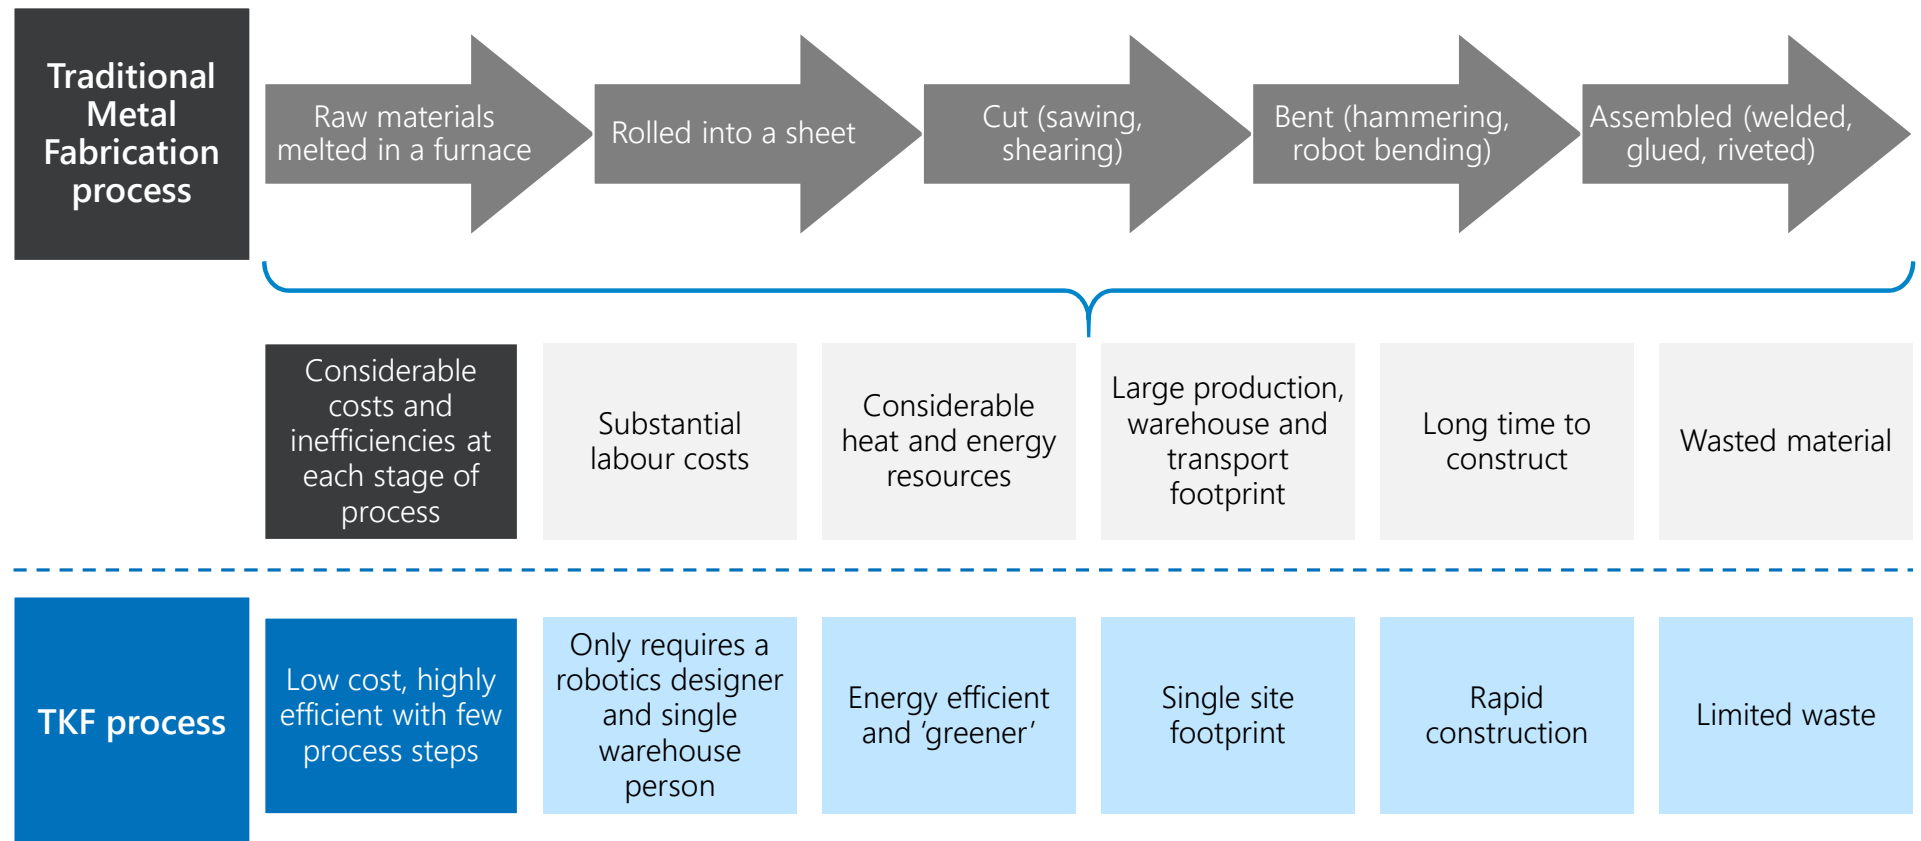 Traditional
Metal
Fabrication
process
Raw materials
melted in a furnace
Rolled into a sheet
Cut (sawing,
shearing)
Bent (hammering,
robot bending)
Assembled (welded,
glued, riveted)
Considerable
costs and
inefficiencies at
each stage of
process
Substantial
labour costs
Considerable
heat and energy
resources
Large production,
warehouse and
transport
footprint
Long time to
construct
Wasted material
TKF process
Low cost, highly
efficient with few
process steps
Only requires a
robotics designer
and single
warehouse
person
Energy efficient
and ‘greener’
Single site
footprint
Rapid
construction
Limited waste